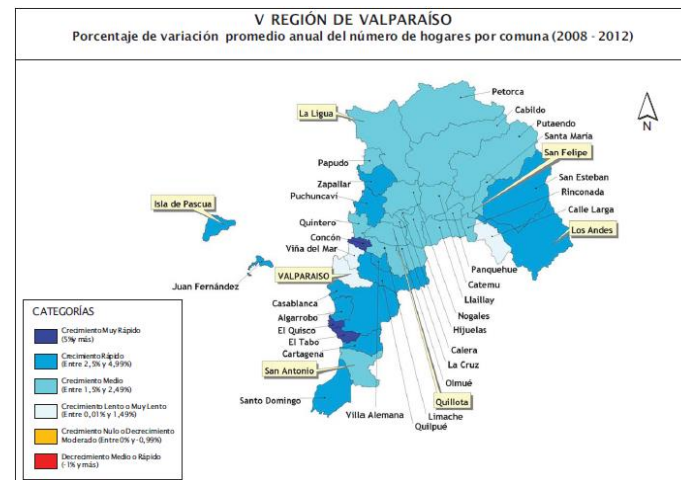 V REGIÓN DE VALPARAÍSO
Porcentaje de variación promedio anual del número de hogares por comuna (2008 - 2012)
Petorca
La Ligua
Cabildo
Putaendo
Santa María
San Felipe
Papudo
Zapallar
Puchuncaví
San Esteban
Rinconada
Isla de Pascua
Calle Larga
Quintero
Los Andes
Concón
Viña del Mar
Juan Fernández
VALPARAISO
Panquehue
Catemu
Llaillay
Nogales
Hijuelas
Casablanca
Algarrobo
El Quisco
El Tabo
Cartagena
Calera
La Cruz
San Antonio
Olmué
Quillota
Santo Domingo
Villa Alemana
Limache
Quilpué
CATEGORÍAS
Crecimiento Muy Rápido
(5%y más)
Crecimiento Rápido
(Entre 2,5% y 4,99%)
Crecimiento Medio
(Entre 1,5% y 2,49%)
Crecimiento Lento o Muy Lento
(Entre 0,01% y 1,49%)
Crecimiento Nulo o Decrecimiento
Moderado (Entre 0% y -0,99%)
Decrecimiento Medio o Rápido
(-1% y más)
N